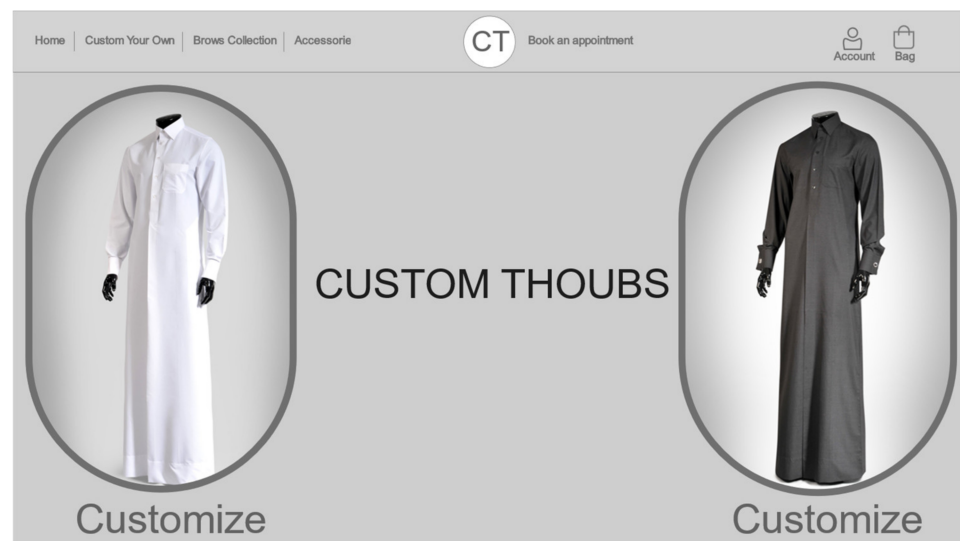 Home
Custom Your Own
Brows Collection
Accessorie
CT
Book an appointment
Account
Bag
CUSTOM THOUBS
Customize
Customize